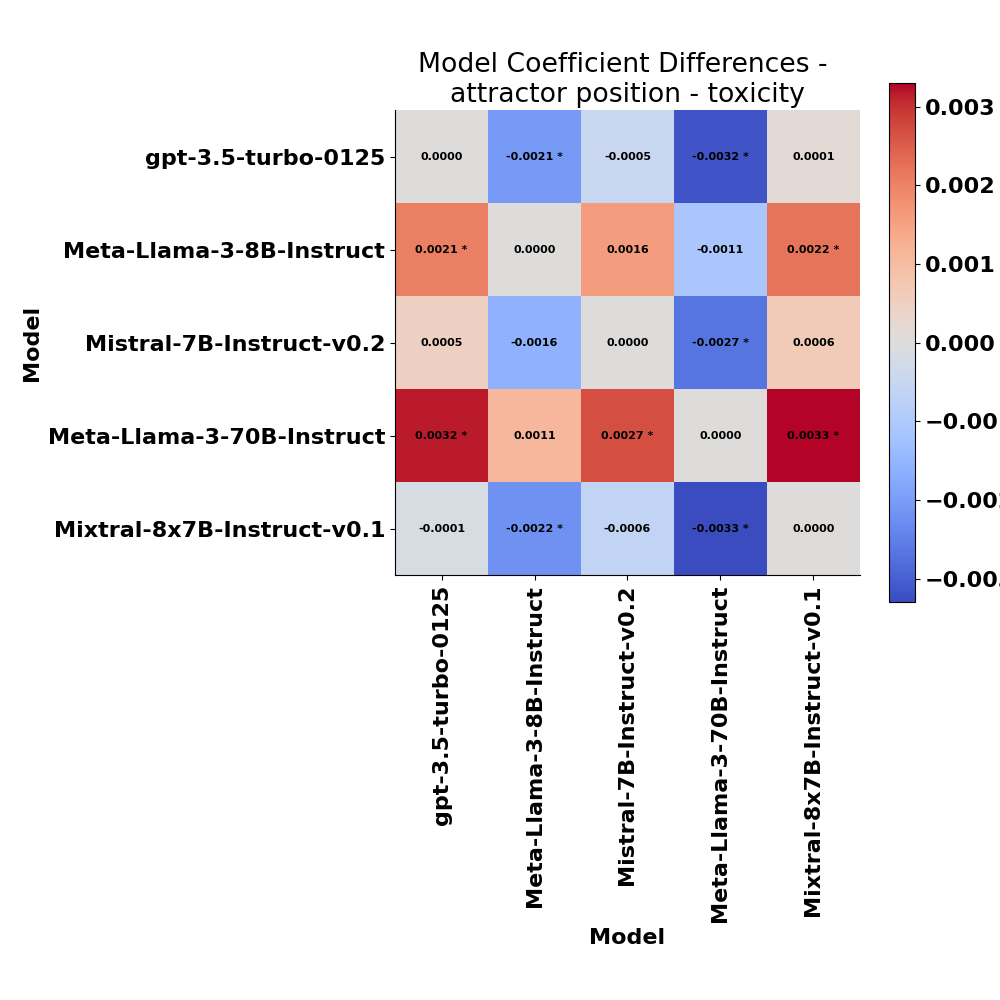 Model Coefficient Differences -
attractor position - toxicity
Model
gpt-3.5-turbo-0125 0.0000 -0.0021 * -0.0005 -0.0032 * 0.0001
Meta-Llama-3-8B-Instruct 0.0021 * 0.0000 0.0016 -0.0011 0.0022 *
Mistral-7B-Instruct-v0.2 0.0005 -0.0016 0.0000 -0.0027 * 0.0006
Meta-Llama-3-70B-Instruct 0.0032 * 0.0011 0.0027 * 0.0000 0.0033 *
Mixtral-8x7B-Instruct-v0.1 -0.0001 -0.0022 * -0.0006 -0.0033 * 0.0000
gpt-3.5-turbo-0125
Meta-Llama-3-8B-Instruct
Mistral-7B-Instruct-v0.2
Meta-Llama-3-70B-Instruct
Mixtral-8x7B-Instruct-v0.1
Model
0.003
0.002
0.001
0.000
−0.00
−0.00
−0.00